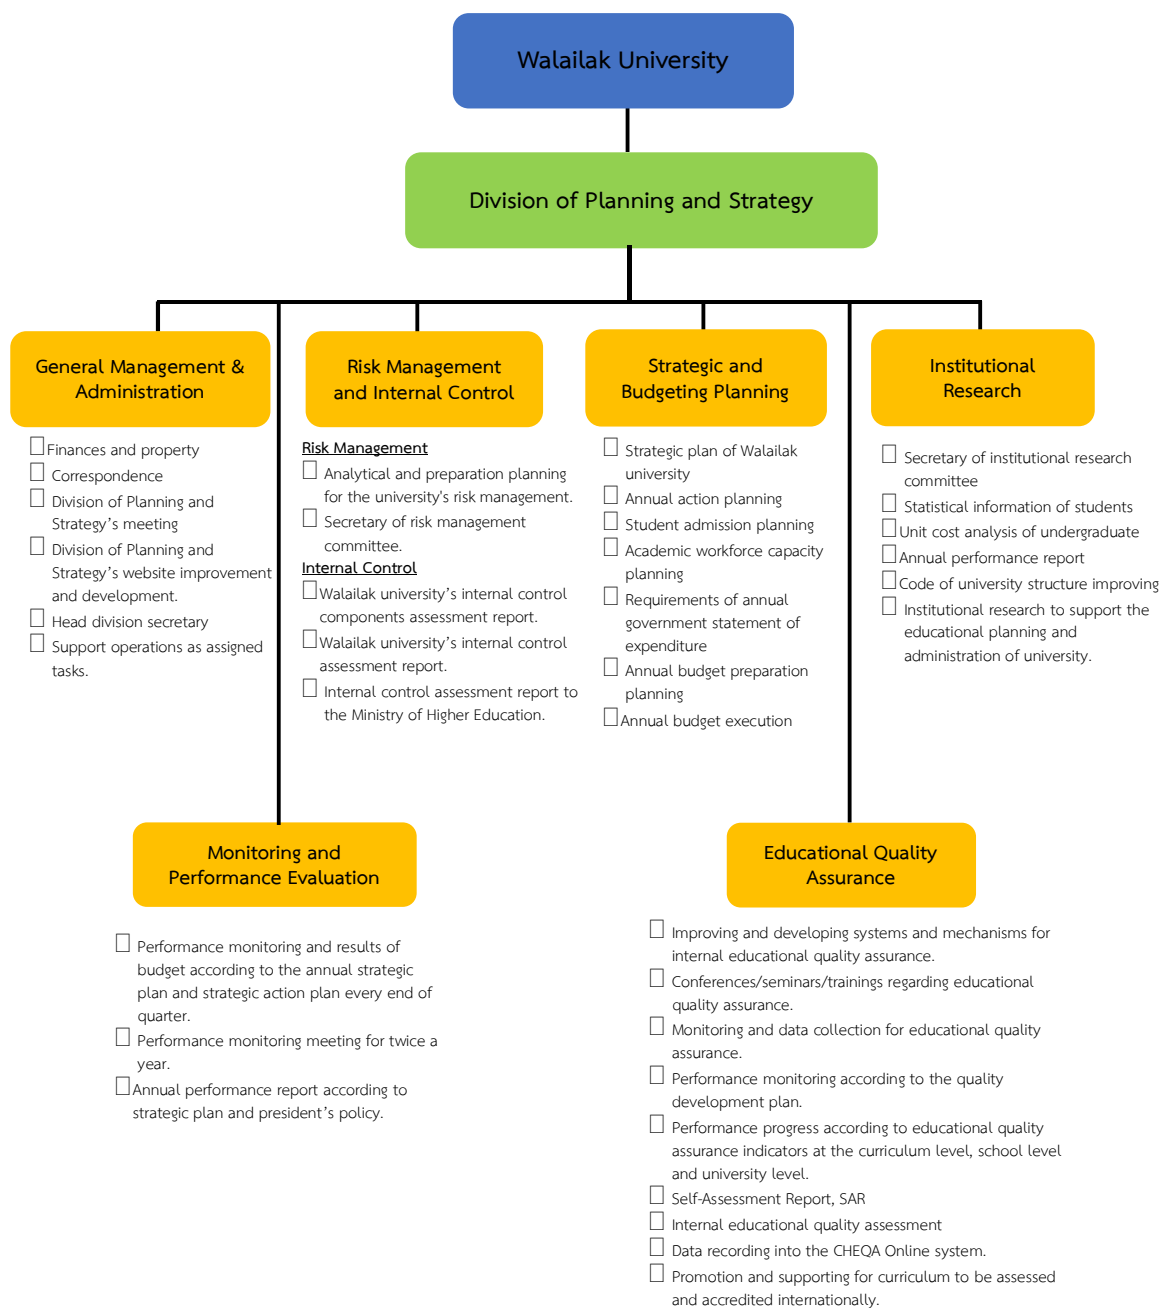 Walailak University
Division of Planning and Strategy
General Management &
Administration
☐ Finances and property
☐ Correspondence
☐ Division of Planning and
Strategy’s meeting
☐ Division of Planning and
Strategy’s website improvement
and development.
☐ Head division secretary
☐ Support operations as assigned
tasks.
Risk Management
and Internal Control
Risk Management
☐ Analytical and preparation planning
for the university's risk management.
☐ Secretary of risk management
committee.
Internal Control
☐ Walailak university’s internal control
components assessment report.
☐ Walailak university’s internal control
assessment report.
☐ Internal control assessment report to
the Ministry of Higher Education.
Strategic and
Budgeting Planning
☐ Strategic plan of Walailak
university
☐ Annual action planning
☐ Student admission planning
☐ Academic workforce capacity
planning
☐ Requirements of annual
government statement of
expenditure
☐ Annual budget preparation
planning
☐ Annual budget execution
Institutional
Research
☐ Secretary of institutional research
committee
☐ Statistical information of students
☐ Unit cost analysis of undergraduate
☐ Annual performance report
☐ Code of university structure improving
☐ Institutional research to support the
educational planning and
administration of university.
Monitoring and
Performance Evaluation
☐ Performance monitoring and results of
budget according to the annual strategic
plan and strategic action plan every end of
quarter.
☐ Performance monitoring meeting for twice a
year.
☐ Annual performance report according to
strategic plan and president’s policy.
Educational Quality
Assurance
☐ Improving and developing systems and mechanisms for
internal educational quality assurance.
☐ Conferences/seminars/trainings regarding educational
quality assurance.
☐ Monitoring and data collection for educational quality
assurance.
☐ Performance monitoring according to the quality
development plan.
☐ Performance progress according to educational quality
assurance indicators at the curriculum level, school level
and university level.
☐ Self-Assessment Report, SAR
☐ Internal educational quality assessment
☐ Data recording into the CHEQA Online system.
☐ Promotion and supporting for curriculum to be assessed
and accredited internationally.